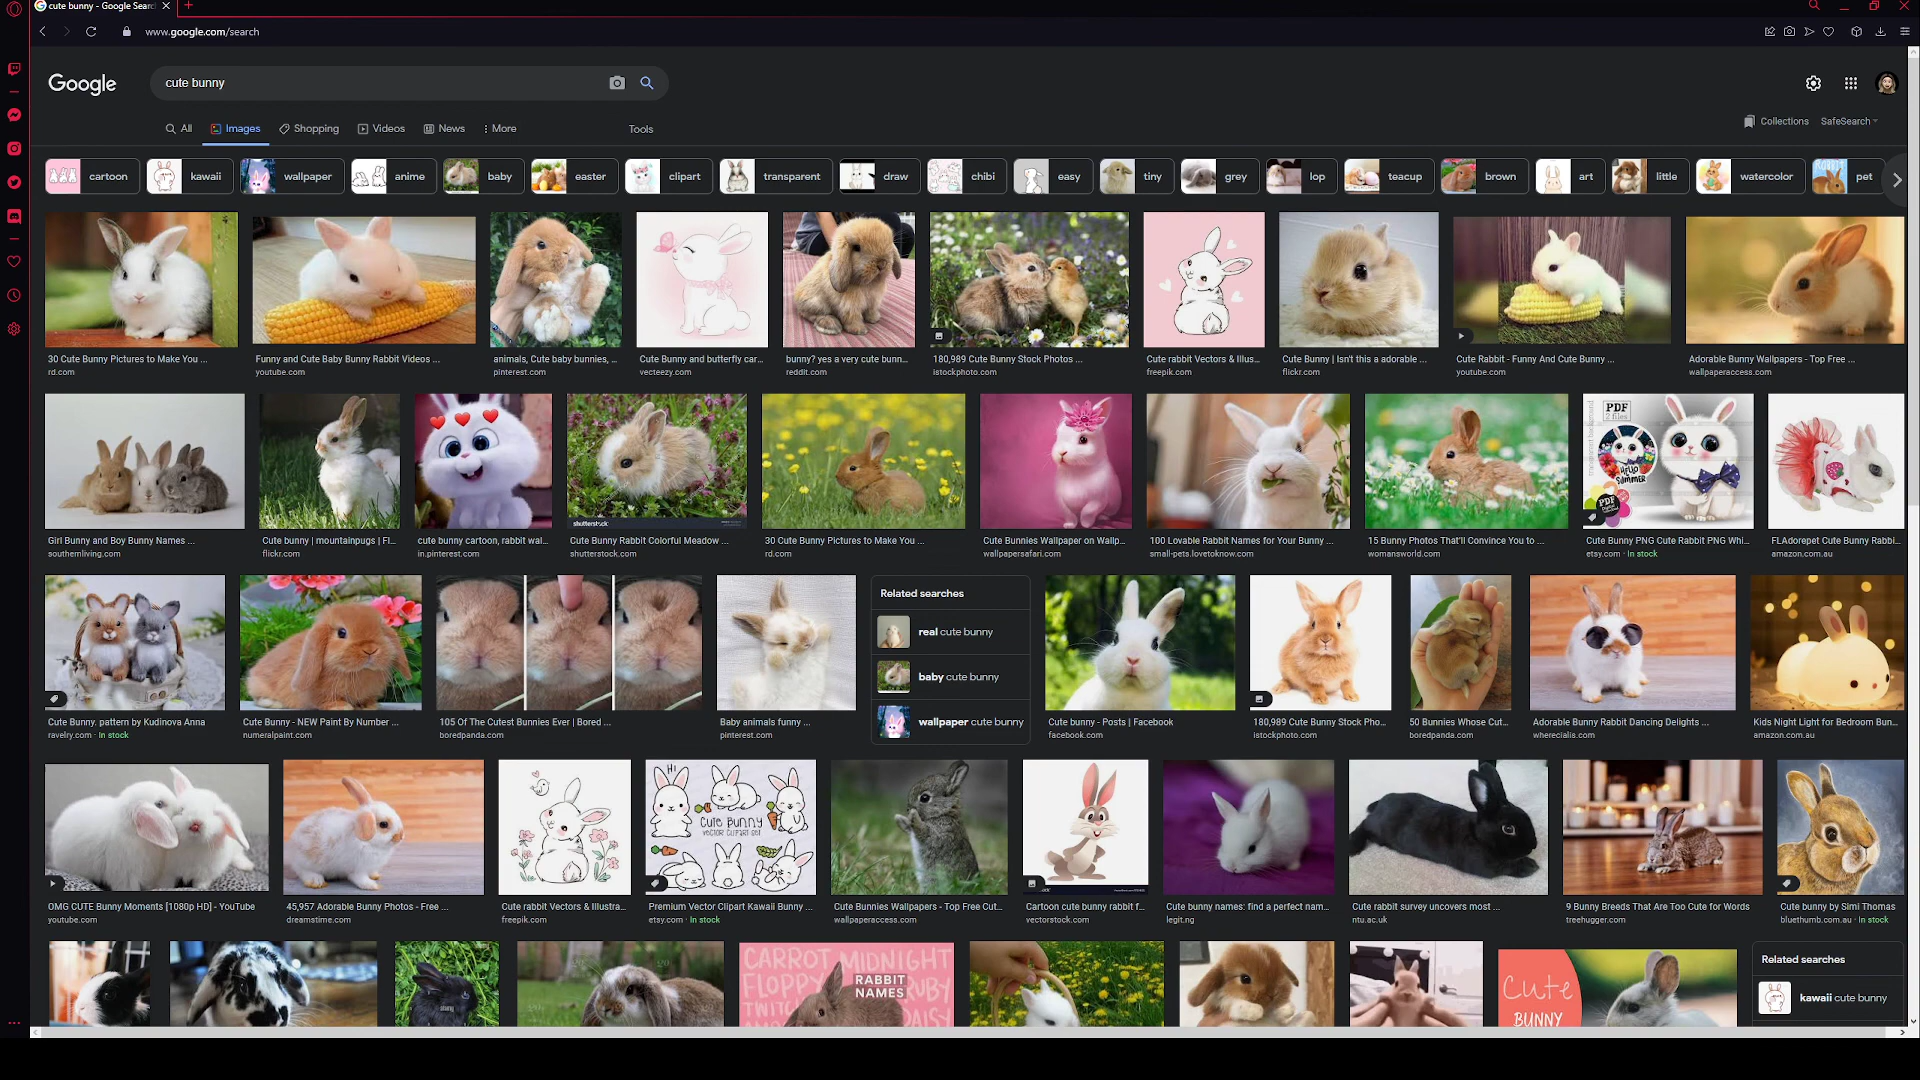 cute bunny - Google Searc
www.google.com/search
Google
cute bunny
All
Images
Shopping
Videos
News
More
Tools
Collections
SafeSearch
cartoon
kawaii
wallpaper
anime
baby
easter
clipart
transparent
draw
chibi
easy
tiny
grey
lop
teacup
brown
art
little
watercolor
pet
30 Cute Bunny Pictures to Make You ...
rd.com
Funny and Cute Baby Bunny Rabbit Videos ...
youtube.com
animals, Cute baby bunnies, ...
pinterest.com
Cute Bunny and butterfly car...
vecteezy.com
bunny? yes a very cute bunn...
reddit.com
180,989 Cute Bunny Stock Photos ...
istockphoto.com
Cute rabbit Vectors & Illus...
freepik.com
Cute Bunny | Isn't this a adorable ...
flickr.com
Cute Rabbit - Funny And Cute Bunny ...
youtube.com
Adorable Bunny Wallpapers - Top Free ...
wallpaperaccess.com
shutterstock
PDF
2 files
HELLO
SUMMER
PDF
Girl Bunny and Boy Bunny Names ...
southernliving.com
Cute bunny | mountainpugs | Fl...
flickr.com
cute bunny cartoon, rabbit wal...
in.pinterest.com
Cute Bunny Rabbit Colorful Meadow ...
shutterstock.com
30 Cute Bunny Pictures to Make You ...
rd.com
Cute Bunnies Wallpaper on Wallp...
wallpapersafari.com
100 Lovable Rabbit Names for Your Bunny ...
small-pets.lovetoknow.com
15 Bunny Photos That'll Convince You to ...
womansworld.com
Cute Bunny PNG Cute Rabbit PNG Whi...
etsy.com · In stock
FLAdorepet Cute Bunny Rabbi...
amazon.com.au
Related searches
real cute bunny
baby cute bunny
wallpaper cute bunny
Cute Bunny. pattern by Kudinova Anna
ravelry.com · In stock
Cute Bunny - NEW Paint By Number ...
numeralpaint.com
105 Of The Cutest Bunnies Ever | Bored ...
boredpanda.com
Baby animals funny ...
pinterest.com
Cute bunny - Posts | Facebook
facebook.com
180,989 Cute Bunny Stock Pho...
istockphoto.com
50 Bunnies Whose Cut...
boredpanda.com
Adorable Bunny Rabbit Dancing Delights ...
wherecialis.com
Kids Night Light for Bedroom Bun...
amazon.com.au
HI
CUTE BUNNY
VECTOR CLIPART SET
OMG CUTE Bunny Moments [1080p HD] - YouTube
youtube.com
45,957 Adorable Bunny Photos - Free ...
dreamstime.com
Cute rabbit Vectors & Illustra...
freepik.com
Premium Vector Clipart Kawaii Bunny ...
etsy.com · In stock
Cute Bunnies Wallpapers - Top Free Cut...
wallpaperaccess.com
Cartoon cute bunny rabbit f...
vectorstock.com
Cute bunny names: find a perfect nam...
legit.ng
Cute rabbit survey uncovers most ...
ntu.ac.uk
9 Bunny Breeds That Are Too Cute for Words
treehugger.com
Cute bunny by Simi Thomas
bluethumb.com.au · In stock
CARROT MIDNIGHT
FLOPPY
RABBIT
NAMES
RUBY
DAISY
Cute
BUNNY
Related searches
kawaii cute bunny